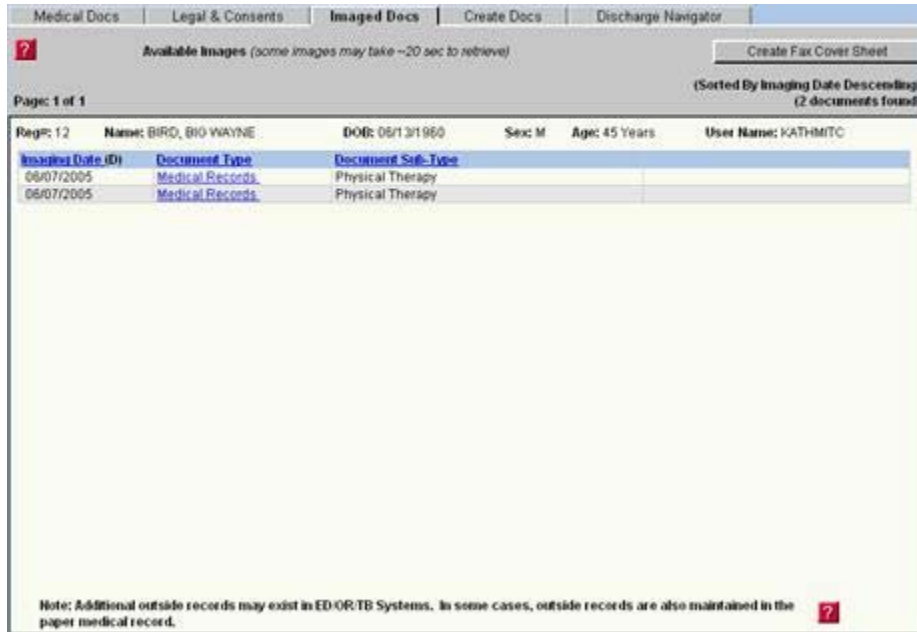 Medical Docs Legal & Consents Imaged Docs Create Docs Discharge Navigator
? Available Images (some images may take ~20 sec to retrieve) Create Fax Cover Sheet
(Sorted By Imaging Date Descending
Page: 1 of 1 (2 documents found
Reg#: 12 Name: BIRD, BIG WAYNE DOB: 06/13/1960 Sex: M Age: 45 Years User Name: KATHMITC
Imaging Date (D) Document Type Document Sub-Type
06/07/2005 Medical Records Physical Therapy
06/07/2005 Medical Records Physical Therapy
Note: Additional outside records may exist in ED/OR/TB Systems. In some cases, outside records are also maintained in the
paper medical record. ?